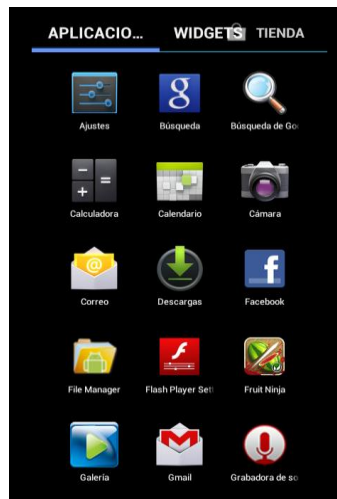 APLICACIO... WIDGETS TIENDA
Ajustes Búsqueda Búsqueda de Go
Calculadora Calendario Cámara
Correo Descargas Facebook
File Manager Flash Player Set Fruit Ninja
Galería Gmail Grabadora de so